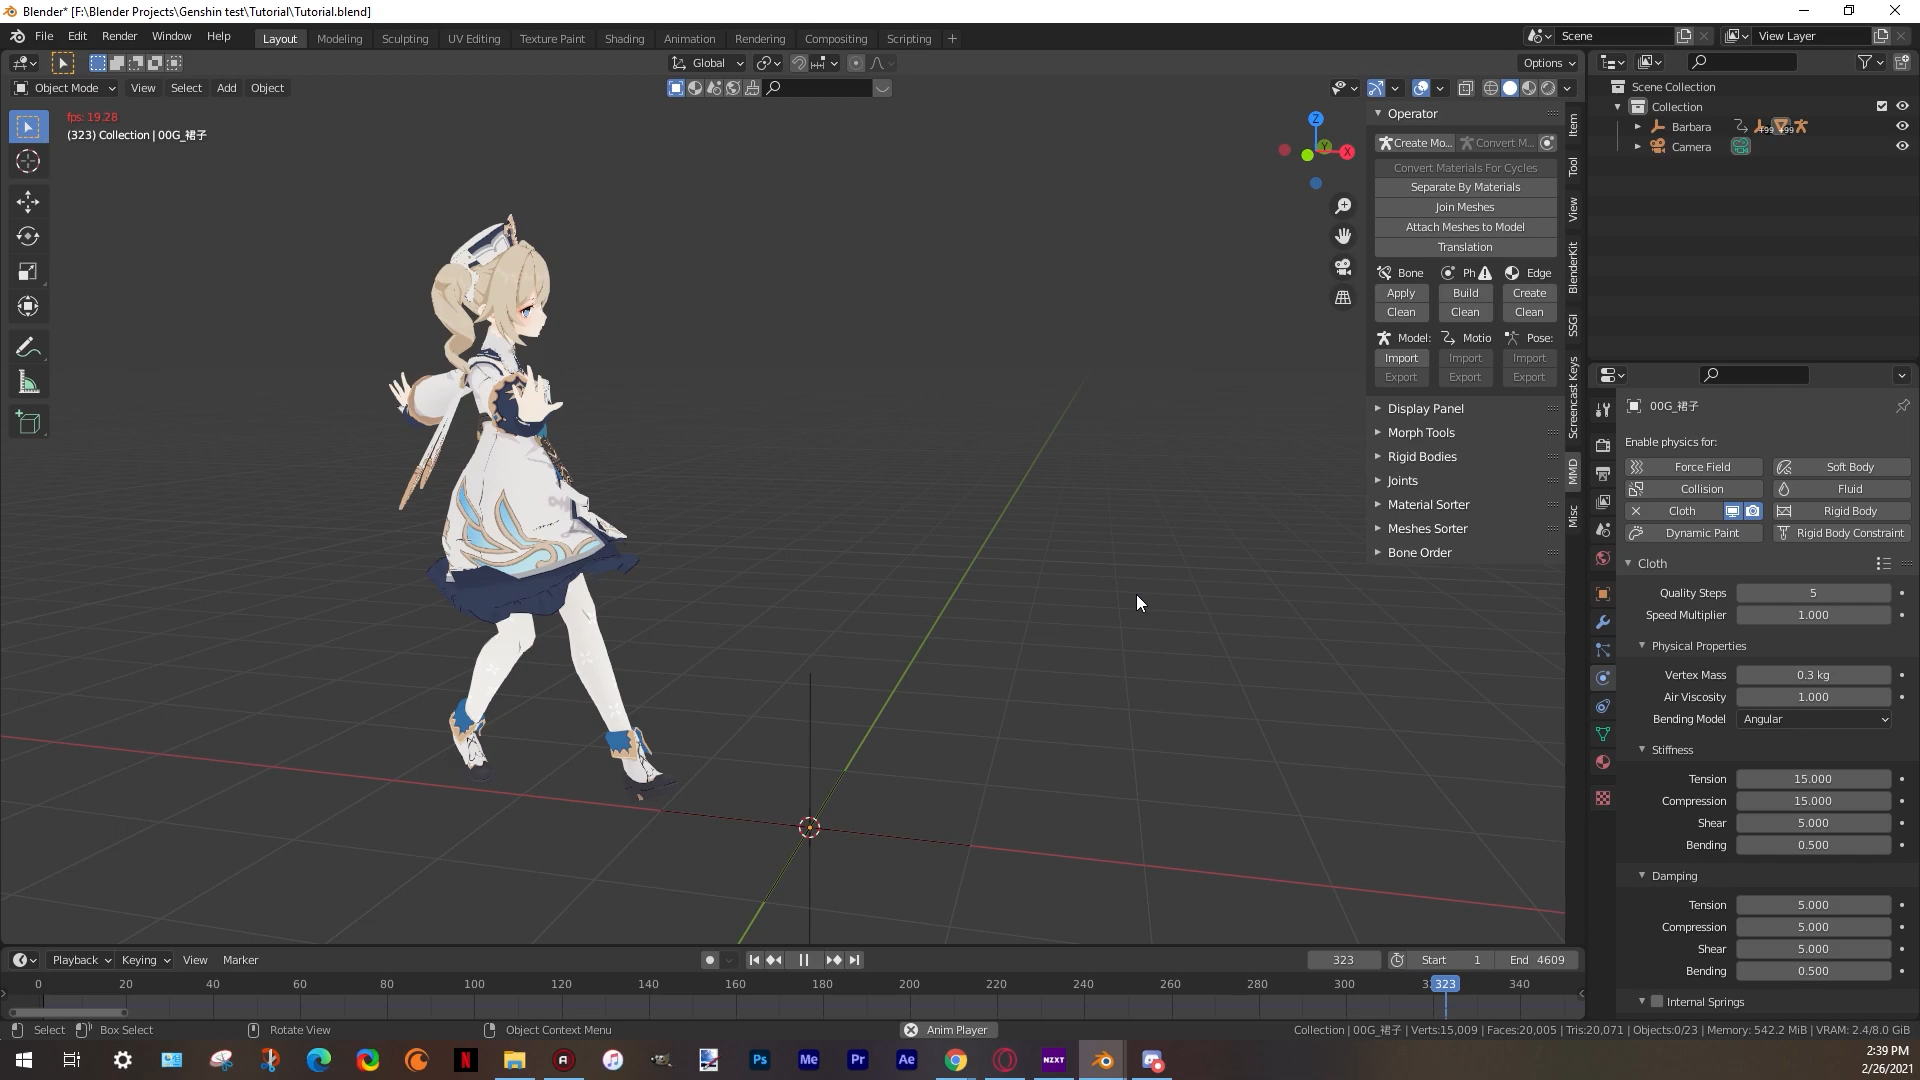 Blender* [F:\Blender Projects\Genshin test\Tutorial\Tutorial.blend]
File Edit Render Window Help
Layout Modeling Sculpting UV Editing Texture Paint Shading Animation Rendering Compositing Scripting +
Scene
View Layer
Global
Options
Object Mode View Select Add Object
fps: 19.28
(323) Collection | 00G_裙子
Z
Y
X
Operator
Create Mo... Convert M...
Convert Materials For Cycles
Separate By Materials
Join Meshes
Attach Meshes to Model
Translation
Bone Ph Edge
Apply Build Create
Clean Clean Clean
Model: Motio Pose:
Import Import Import
Export Export Export
Display Panel
Morph Tools
Rigid Bodies
Joints
Material Sorter
Meshes Sorter
Bone Order
Item
Tool
View
BlenderKit
SSGI
Screencast Keys
MMD
Misc
Scene Collection
Collection
Barbara +99 +99
Camera
00G_裙子
Enable physics for:
Force Field Soft Body
Collision Fluid
Cloth Rigid Body
Dynamic Paint Rigid Body Constraint
Cloth
Quality Steps 5
Speed Multiplier 1.000
Physical Properties
Vertex Mass 0.3 kg
Air Viscosity 1.000
Bending Model Angular
Stiffness
Tension 15.000
Compression 15.000
Shear 5.000
Bending 0.500
Damping
Tension 5.000
Compression 5.000
Shear 5.000
Bending 0.500
Internal Springs
Playback Keying View Marker
323 Start 1 End 4609
0 20 40 60 80 100 120 140 160 180 200 220 240 260 280 300 323 340
Select Box Select Rotate View Object Context Menu Anim Player
Collection | 00G_裙子 | Verts:15,009 | Faces:20,005 | Tris:20,071 | Objects:0/23 | Memory: 542.2 MiB | VRAM: 2.4/8.0 GiB
N Ps Me Pr Ae NZXT
2:39 PM
2/26/2021